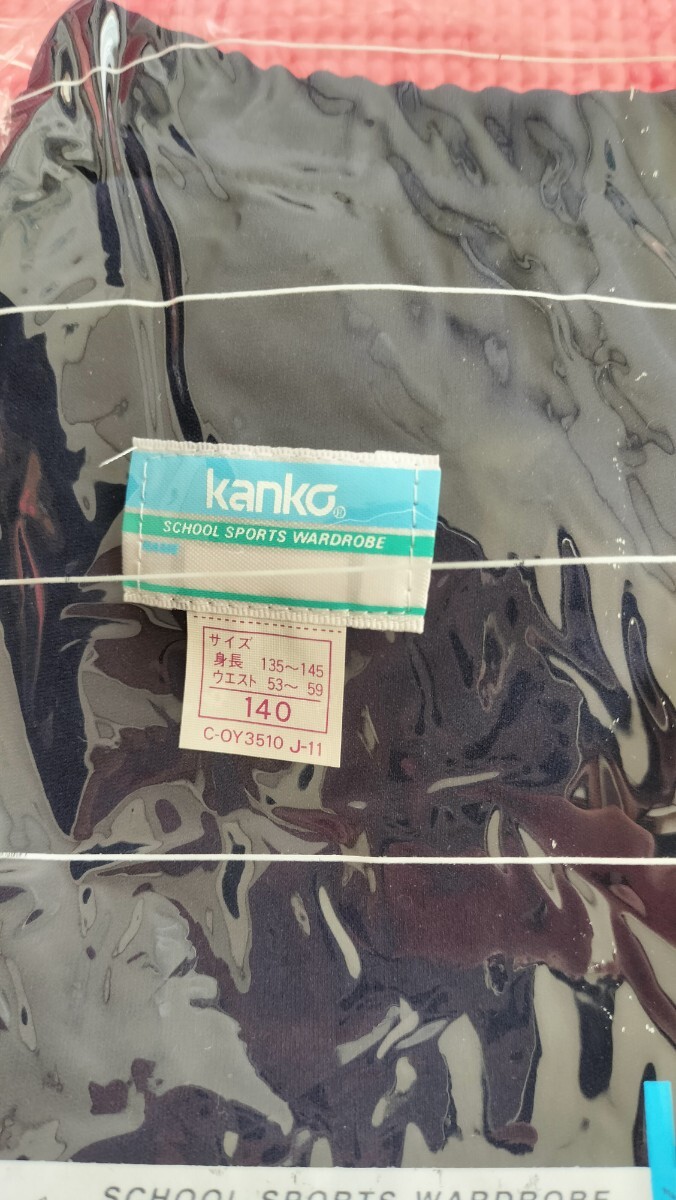 kanko®
SCHOOL SPORTS WARDROBE
サイズ
身長 135～145
ウエスト 53～ 59
140
C-OY3510 J-11
SCHOOL SPORTS WARDROBE